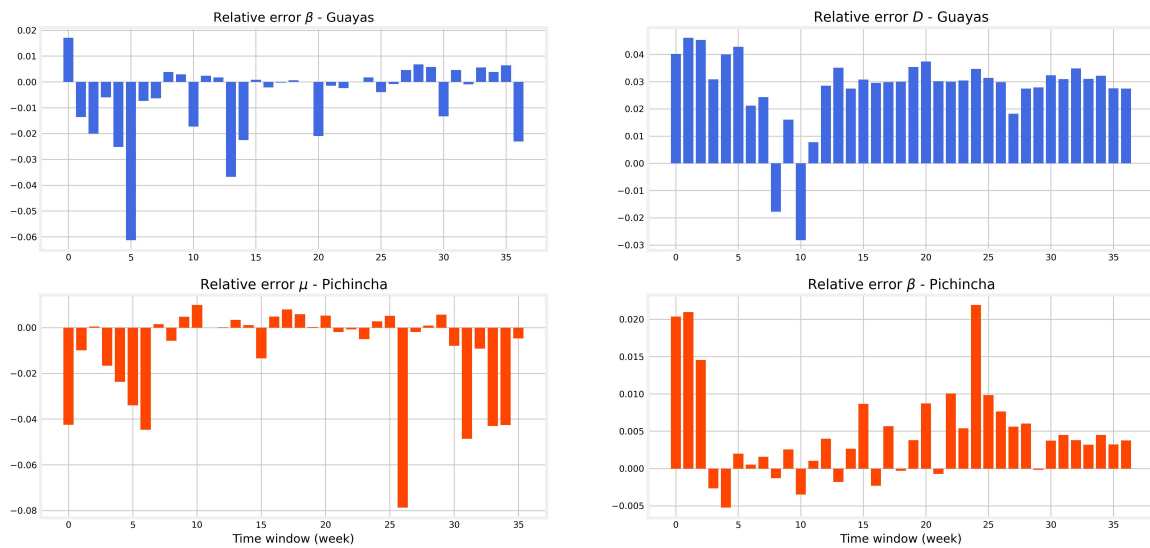 Relative error β - Guayas
0.02
0.01
0.00
−0.01
−0.02
−0.03
−0.04
−0.05
−0.06
0 5 10 15 20 25 30 35
Relative error D - Guayas
0.04
0.03
0.02
0.01
0.00
−0.01
−0.02
−0.03
0 5 10 15 20 25 30 35
Relative error μ - Pichincha
0.00
−0.02
−0.04
−0.06
−0.08
0 5 10 15 20 25 30 35
Time window (week)
Relative error β - Pichincha
0.020
0.015
0.010
0.005
0.000
−0.005
0 5 10 15 20 25 30 35
Time window (week)